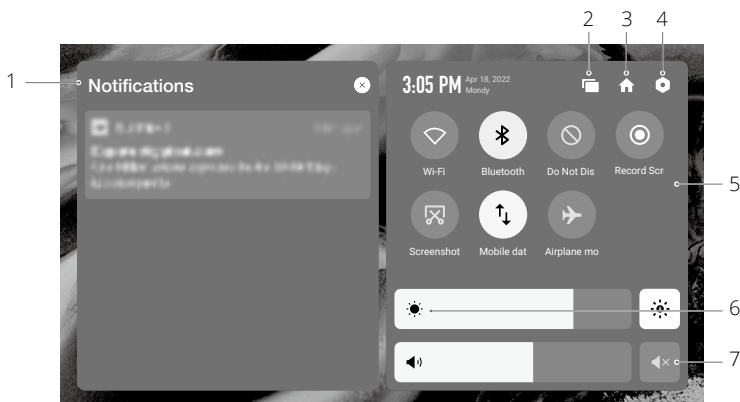 2 3 4
1
Notifications
3:05 PM Apr 18, 2022
Mondy
Wi-Fi Bluetooth Do Not Dis Record Scr
5
Screenshot Mobile dat Airplane mo
6
7